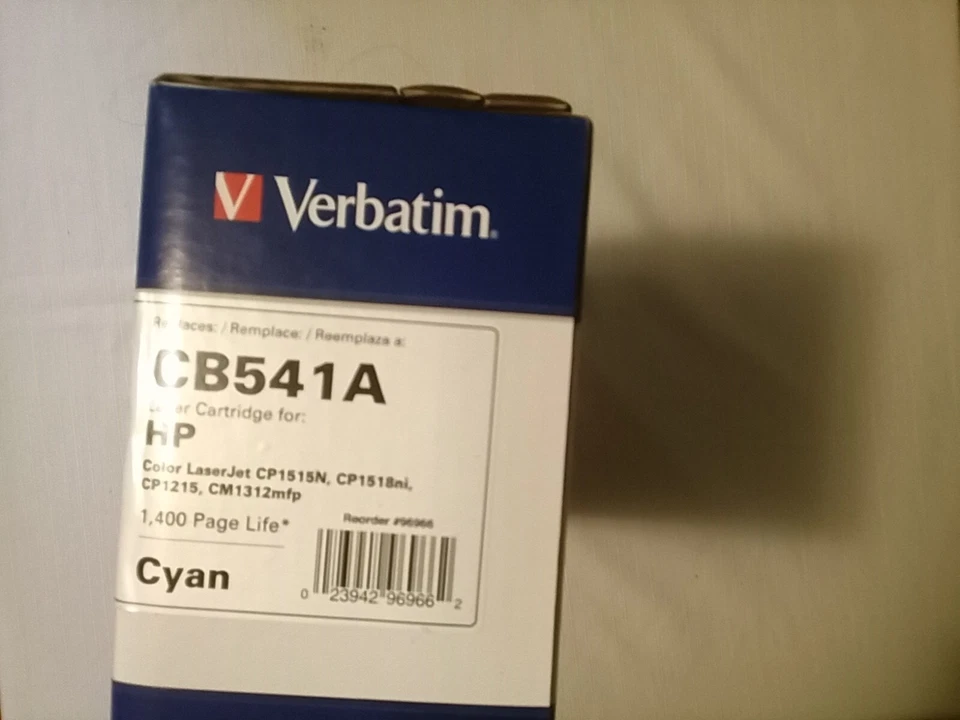 Verbatim.
Replaces: / Remplace: / Reemplaza a:
CB541A
Laser Cartridge for:
HP
Color LaserJet CP1515N, CP1518ni,
CP1215, CM1312mfp
1,400 Page Life*
Reorder #96966
Cyan
0 23942 96966 2